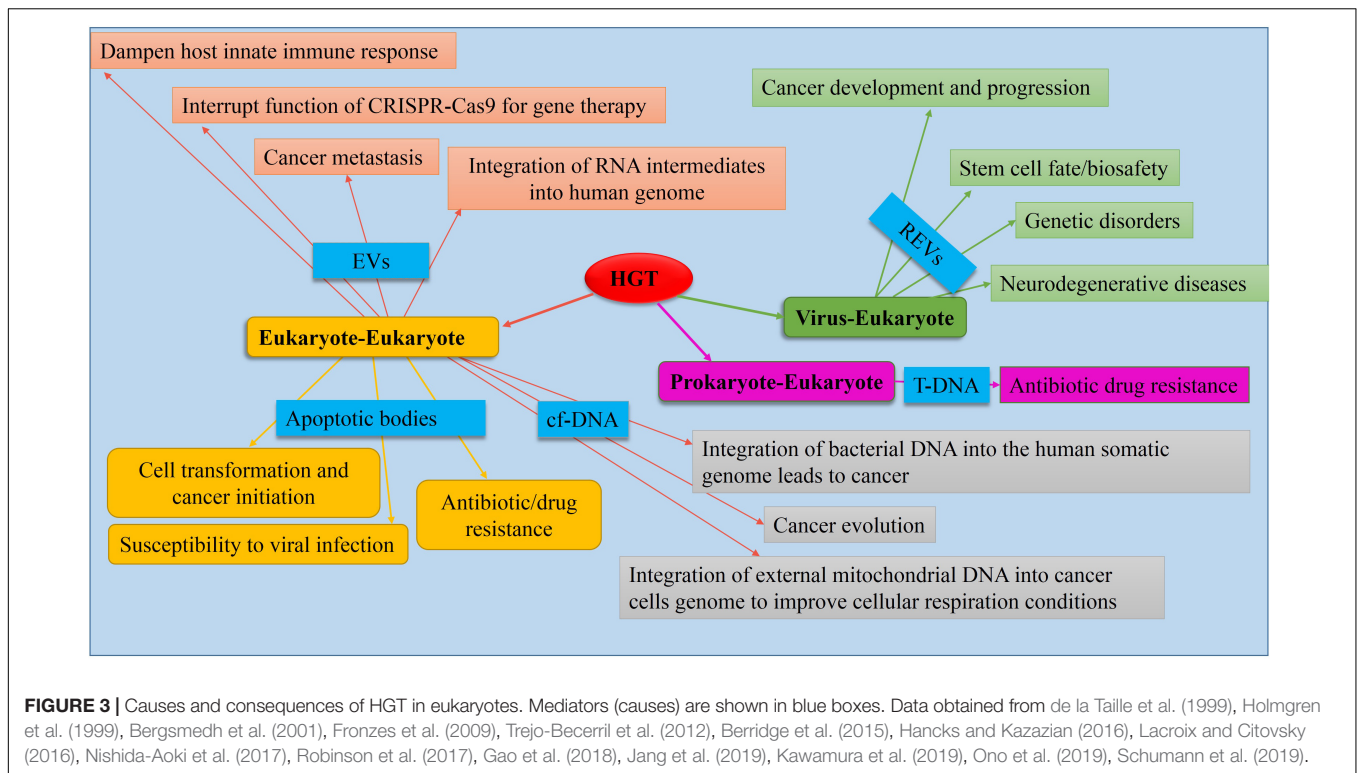 Dampen host innate immune response
Interrupt function of CRISPR-Cas9 for gene therapy
Cancer metastasis
Integration of RNA intermediates
into human genome
EVs
Cancer development and progression
Stem cell fate/biosafety
REVs
Genetic disorders
Neurodegenerative diseases
HGT
Virus-Eukaryote
Eukaryote-Eukaryote
Prokaryote-Eukaryote
T-DNA
Antibiotic drug resistance
Apoptotic bodies
cf-DNA
Cell transformation and
cancer initiation
Antibiotic/drug
resistance
Susceptibility to viral infection
Integration of bacterial DNA into the human somatic
genome leads to cancer
Cancer evolution
Integration of external mitochondrial DNA into cancer
cells genome to improve cellular respiration conditions
FIGURE 3 | Causes and consequences of HGT in eukaryotes. Mediators (causes) are shown in blue boxes. Data obtained from de la Taille et al. (1999), Holmgren
et al. (1999), Bergsmedh et al. (2001), Fronzes et al. (2009), Trejo-Becerril et al. (2012), Berridge et al. (2015), Hancks and Kazazian (2016), Lacroix and Citovsky
(2016), Nishida-Aoki et al. (2017), Robinson et al. (2017), Gao et al. (2018), Jang et al. (2019), Kawamura et al. (2019), Ono et al. (2019), Schumann et al. (2019).